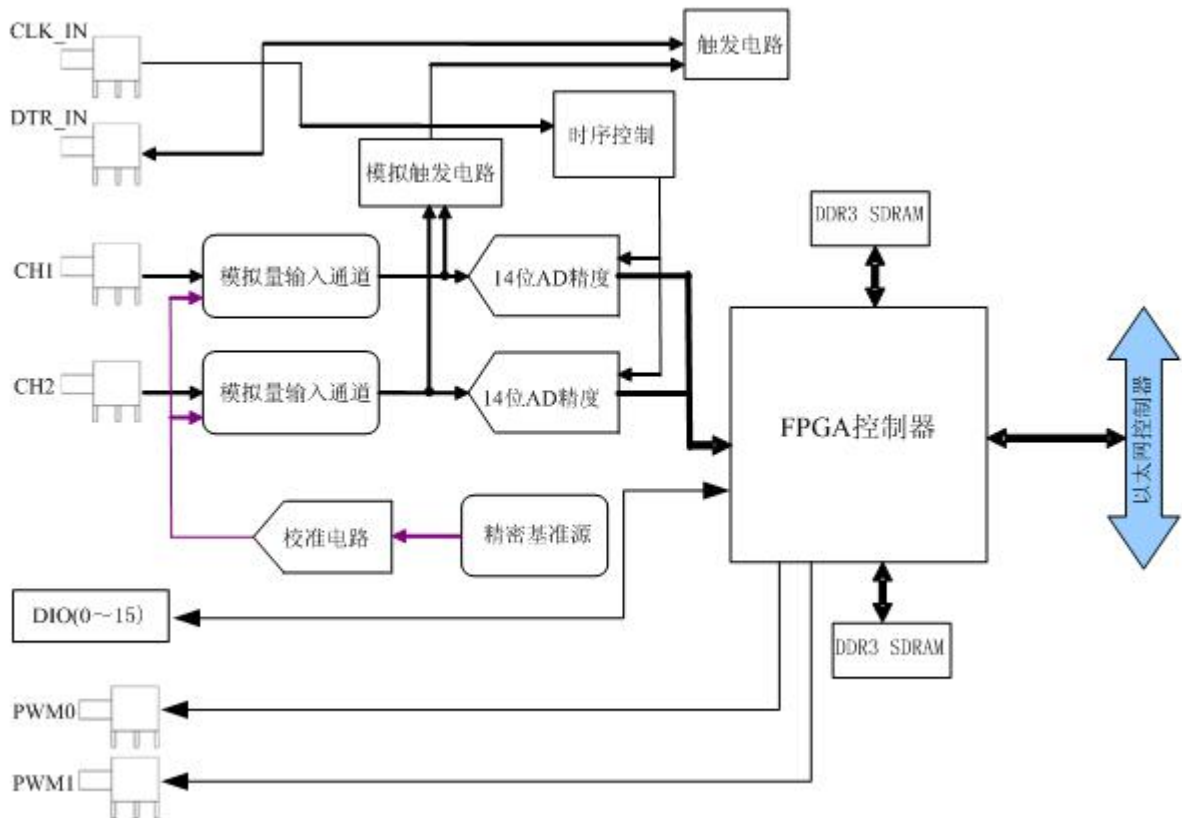 CLK_IN
触发电路
DTR_IN
时序控制
模拟触发电路
DDR3 SDRAM
CH1
模拟量输入通道
14位AD精度
CH2
模拟量输入通道
14位AD精度
FPGA控制器
以太网控制器
校准电路
精密基准源
DIO(0～15)
DDR3 SDRAM
PWM0
PWM1